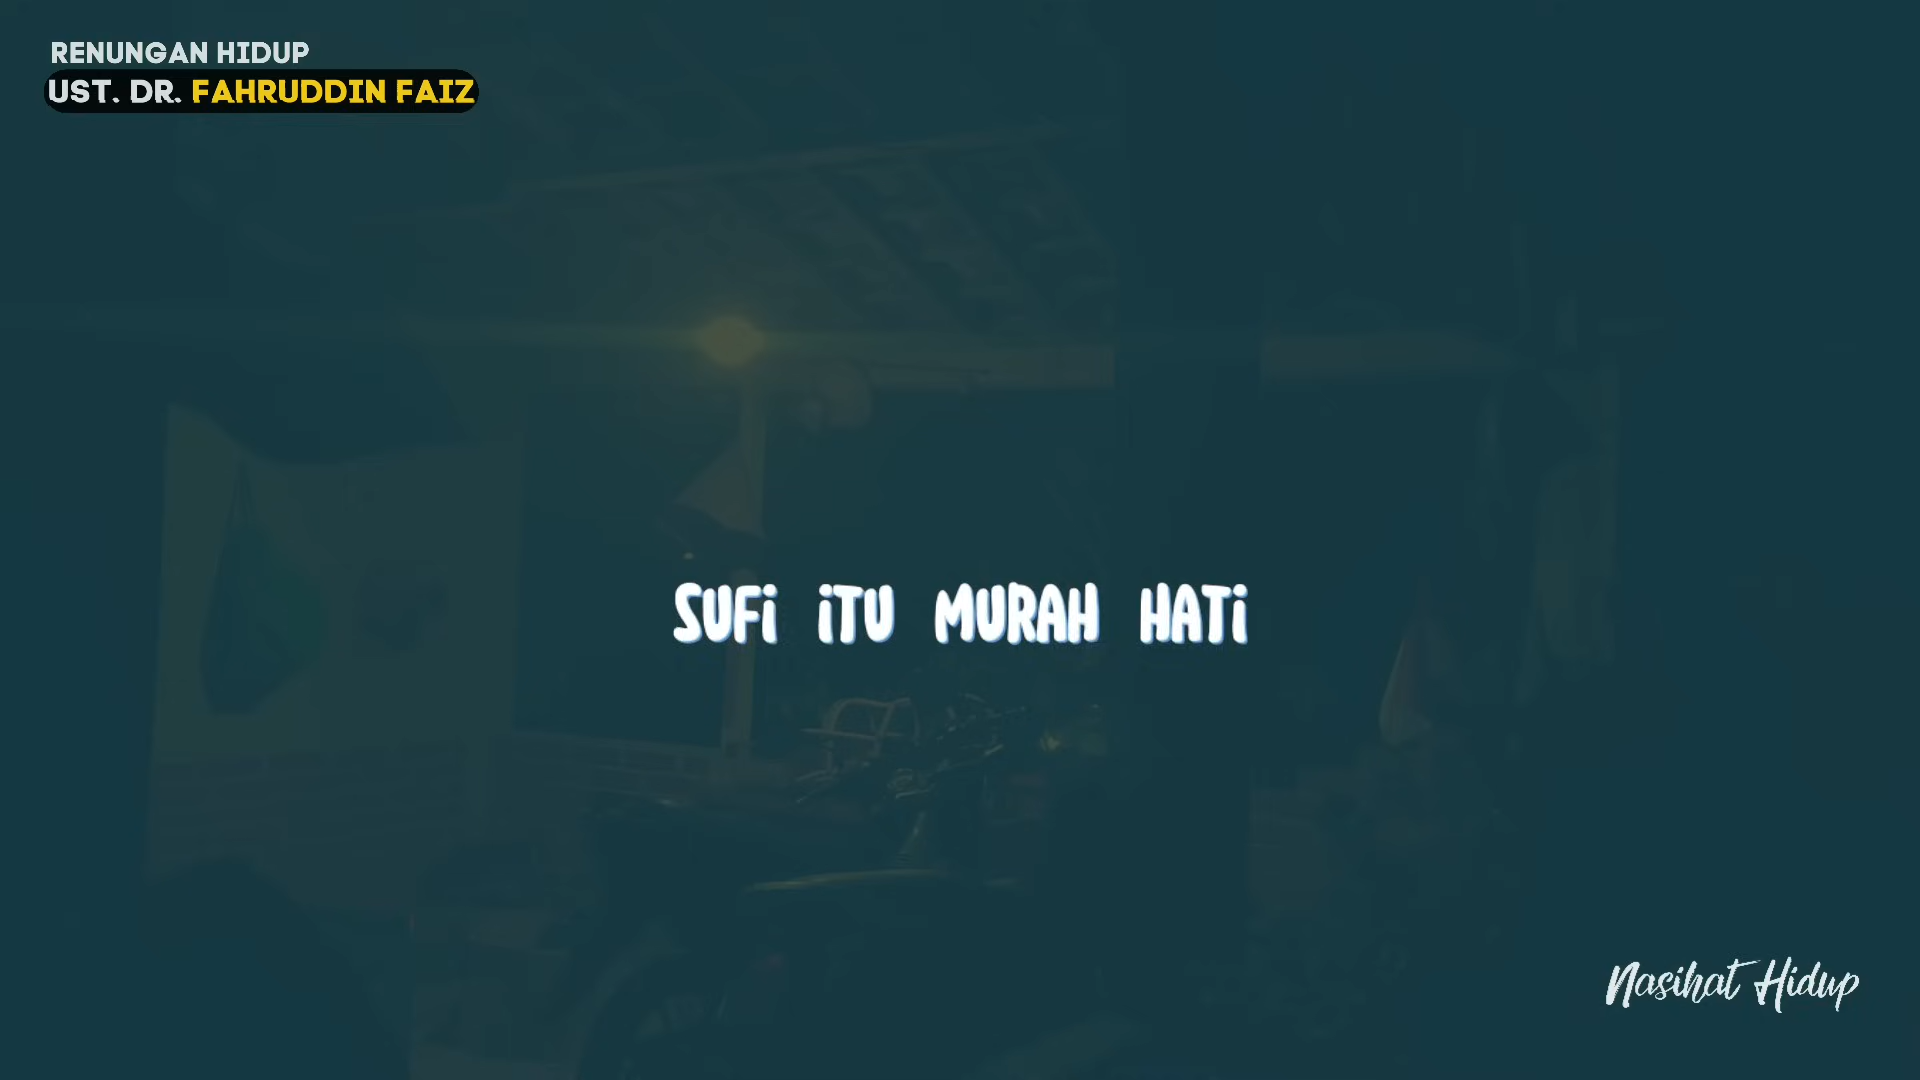 RENUNGAN HIDUP
UST. DR. FAHRUDDIN FAIZ
SUFI ITU MURAH HATI
Nasihat Hidup